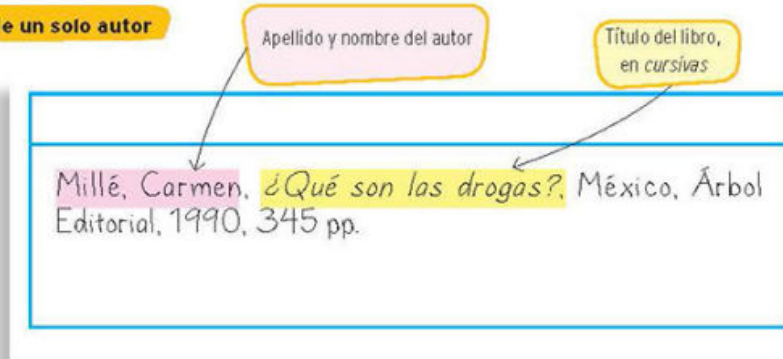 e un solo autor
Apellido y nombre del autor
Título del libro,
en cursivas
Millé, Carmen, ¿Qué son las drogas?, México, Árbol
Editorial, 1990, 345 pp.